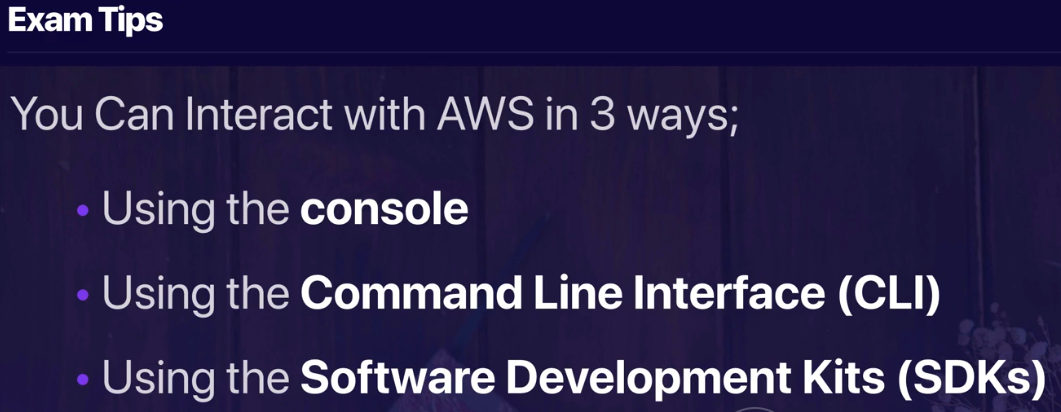 Exam Tips
You Can Interact with AWS in 3 ways;
• Using the console
• Using the Command Line Interface (CLI)
• Using the Software Development Kits (SDKs)